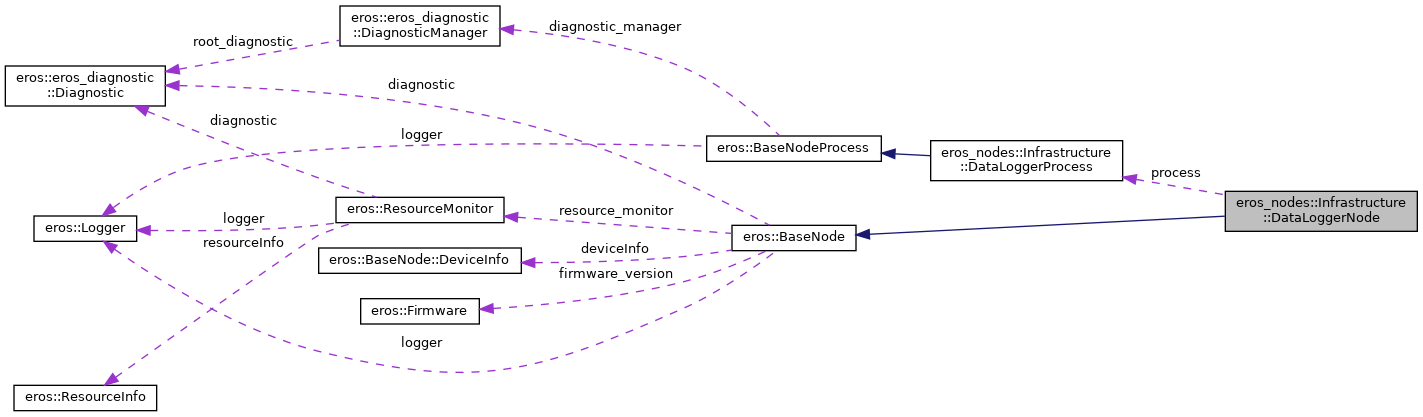 eros::eros_diagnostic
::DiagnosticManager
diagnostic_manager
root_diagnostic
eros::eros_diagnostic
::Diagnostic
diagnostic
diagnostic
logger
eros::BaseNodeProcess
eros_nodes::Infrastructure
::DataLoggerProcess
process
eros_nodes::Infrastructure
::DataLoggerNode
eros::ResourceMonitor
resource_monitor
logger
eros::Logger
eros::BaseNode
resourceInfo
deviceInfo
eros::BaseNode::DeviceInfo
firmware_version
eros::Firmware
logger
eros::ResourceInfo